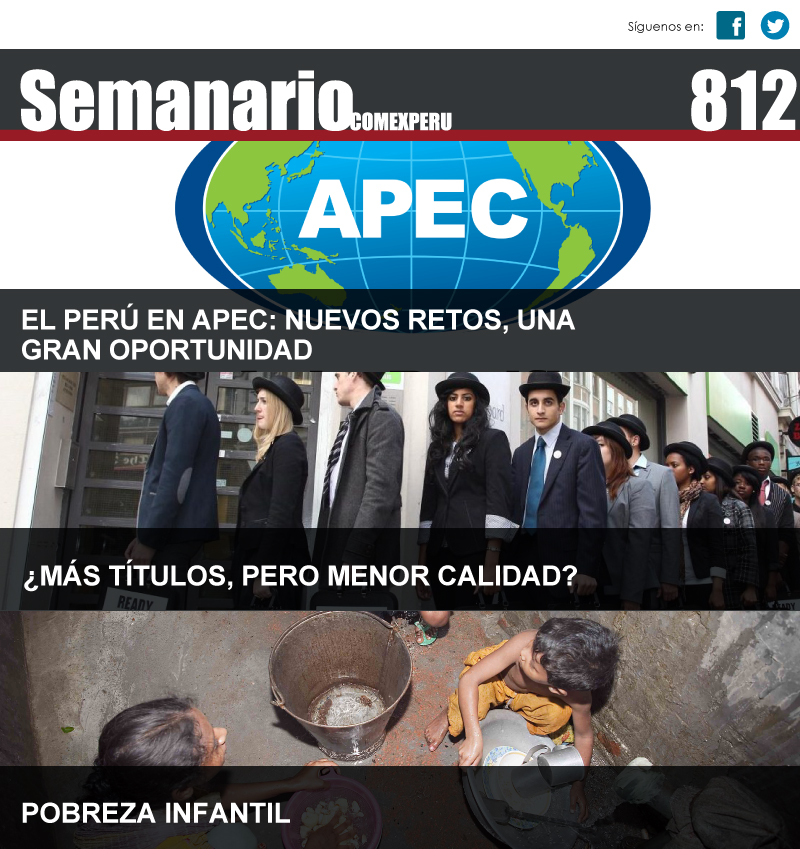 Síguenos en:
Semanario COMEXPERU 812
APEC
EL PERÚ EN APEC: NUEVOS RETOS, UNA
GRAN OPORTUNIDAD
¿MÁS TÍTULOS, PERO MENOR CALIDAD?
READY
POBREZA INFANTIL